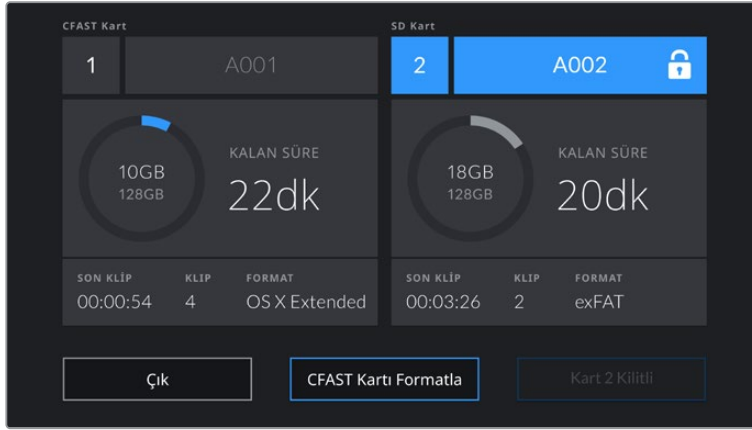 CFAST Kart
1
A001
10GB
128GB
KALAN SÜRE
22dk
SON KLİP
KLIP
FORMAT
00:00:54
4
OS X Extended
SD Kart
2
A002
18GB
128GB
KALAN SÜRE
20dk
SON KLİP
KLIP
FORMAT
00:03:26
2
exFAT
Çık
CFAST Kartı Formatla
Kart 2 Kilitli